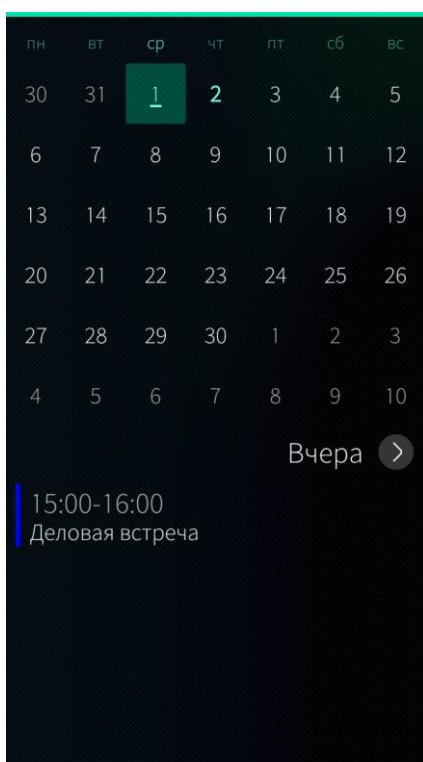 пн вт ср чт пт сб вс
30 31 1 2 3 4 5
6 7 8 9 10 11 12
13 14 15 16 17 18 19
20 21 22 23 24 25 26
27 28 29 30 1 2 3
4 5 6 7 8 9 10
Вчера
15:00-16:00
Деловая встреча